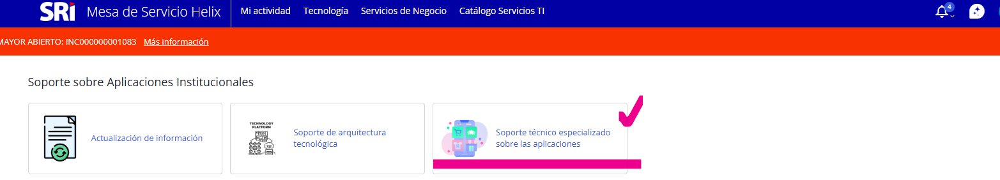 SRi Mesa de Servicio Helix Mi actividad Tecnología Servicios de Negocio Catálogo Servicios TI 4
MAYOR ABIERTO: INC000000001083 Más información
Soporte sobre Aplicaciones Institucionales
Actualización de información
TECHNOLOGY
PLATFORM
Soporte de arquitectura
tecnológica
Soporte técnico especializado
sobre las aplicaciones